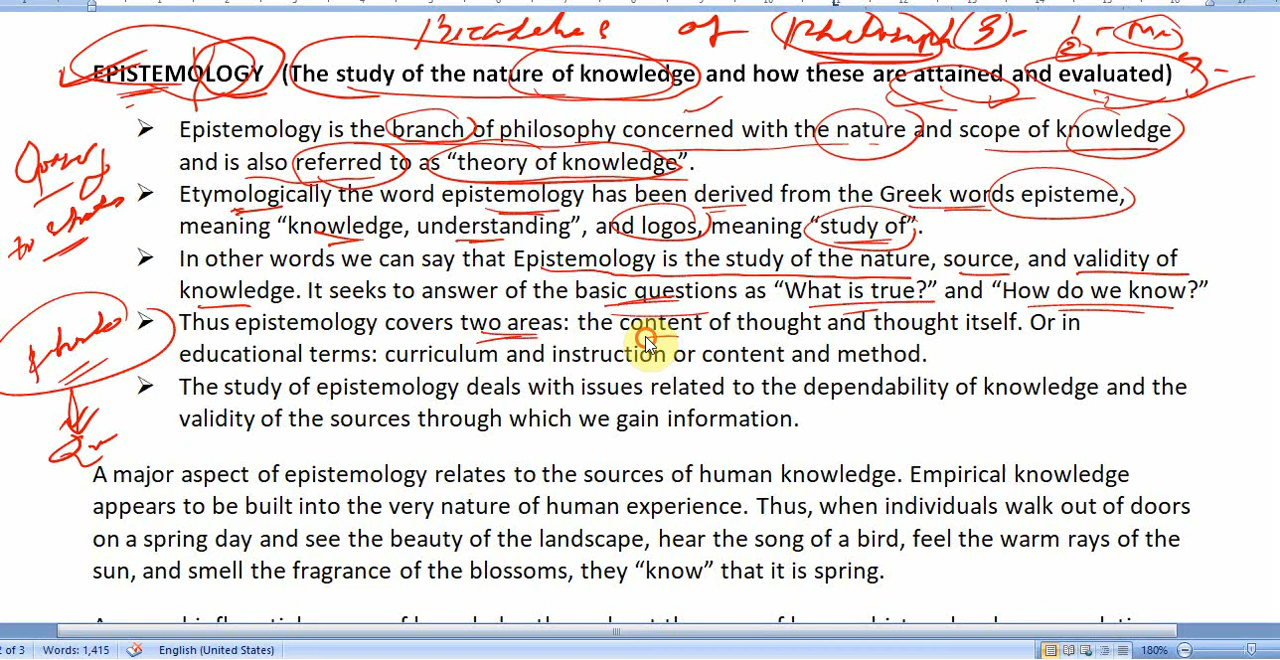 Branches of Philosophy (3)-
EPISTEMOLOGY (The study of the nature of knowledge and how these are attained and evaluated)
➢ Epistemology is the branch of philosophy concerned with the nature and scope of knowledge
and is also referred to as “theory of knowledge”.
➢ Etymologically the word epistemology has been derived from the Greek words episteme,
meaning “knowledge, understanding”, and logos, meaning “study of”.
➢ In other words we can say that Epistemology is the study of the nature, source, and validity of
knowledge. It seeks to answer of the basic questions as “What is true?” and “How do we know?”
➢ Thus epistemology covers two areas: the content of thought and thought itself. Or in
educational terms: curriculum and instruction or content and method.
➢ The study of epistemology deals with issues related to the dependability of knowledge and the
validity of the sources through which we gain information.
A major aspect of epistemology relates to the sources of human knowledge. Empirical knowledge
appears to be built into the very nature of human experience. Thus, when individuals walk out of doors
on a spring day and see the beauty of the landscape, hear the song of a bird, feel the warm rays of the
sun, and smell the fragrance of the blossoms, they “know” that it is spring.
2 of 3 Words: 1,415 English (United States) 180%